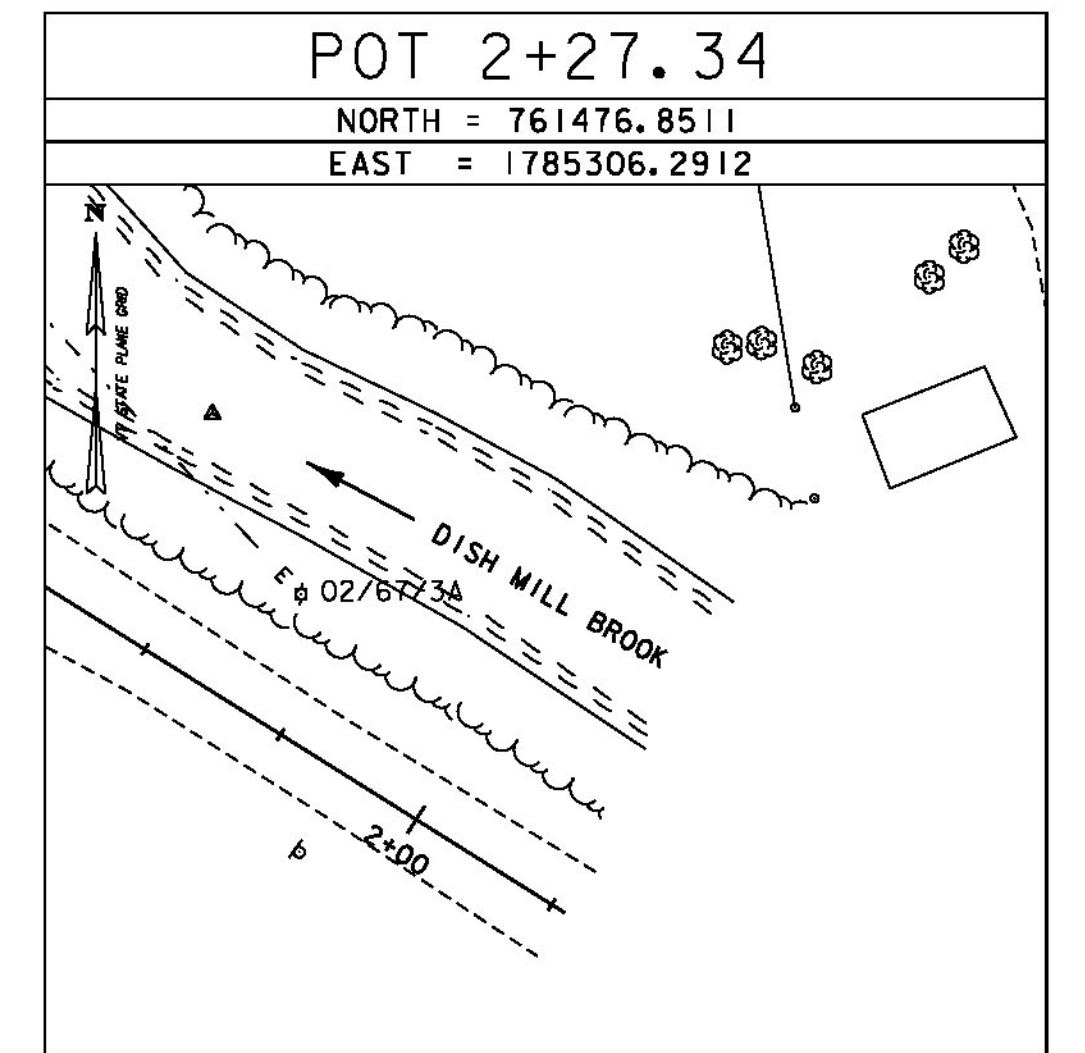 POT 2+27.34
NORTH = 761476.8511
EAST = 1785306.2912
N
STATE PLANE GRID
DISH MILL BROOK
E
02/67/3A
2+00